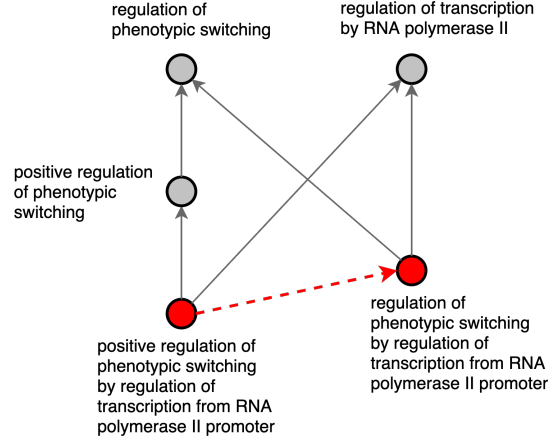 regulation of
phenotypic switching
regulation of transcription
by RNA polymerase II
positive regulation
of phenotypic
switching
regulation of
phenotypic switching
by regulation of
transcription from RNA
polymerase II promoter
positive regulation of
phenotypic switching
by regulation of
transcription from RNA
polymerase II promoter